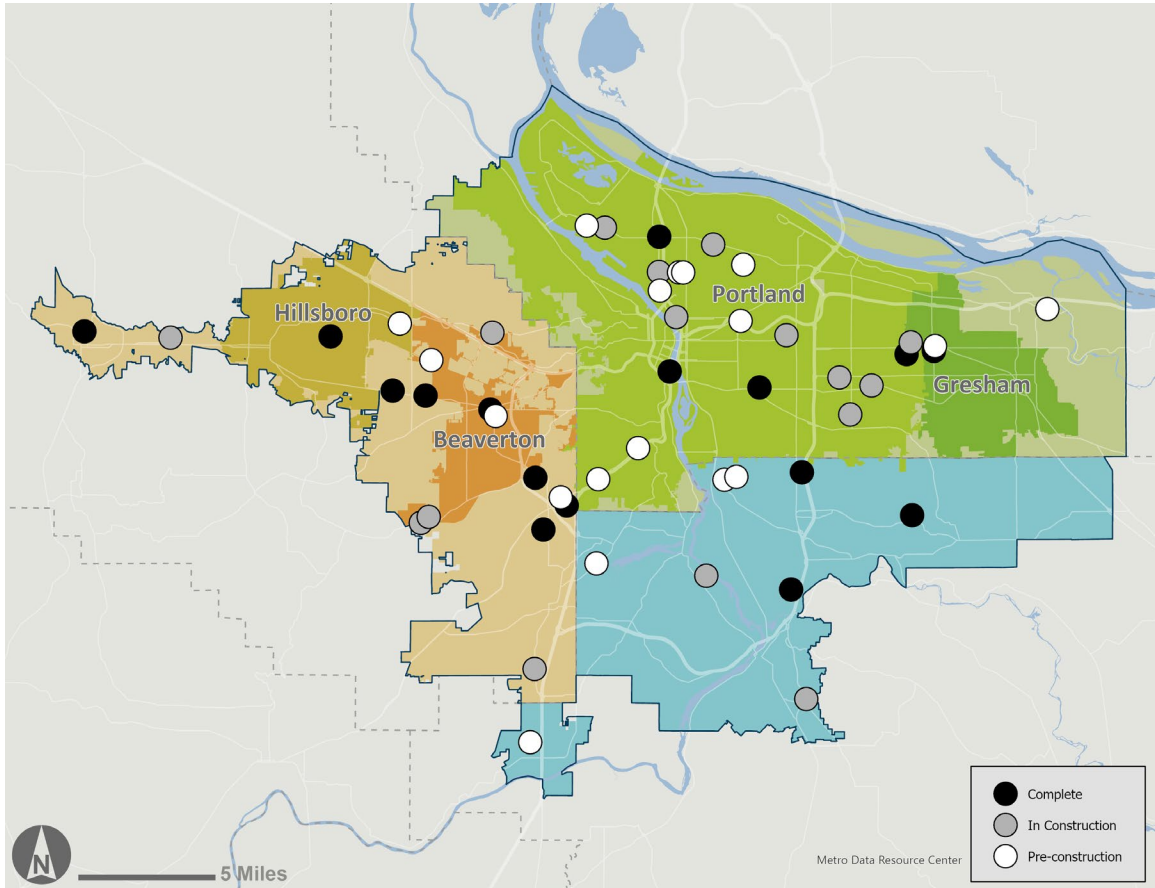 Portland
Hillsboro
Gresham
Beaverton
Complete
In Construction
Pre-construction
Metro Data Resource Center
N
5 Miles